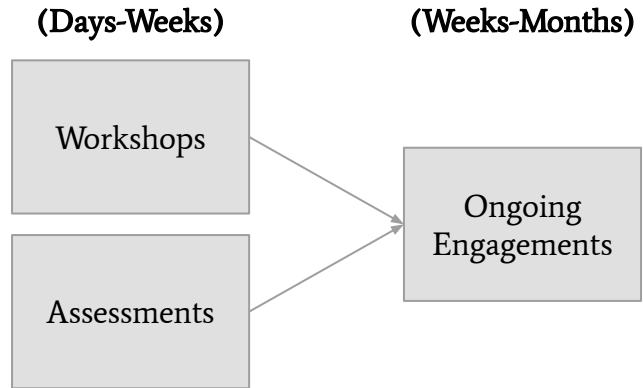 (Days-Weeks)
(Weeks-Months)
Workshops
Assessments
Ongoing
Engagements